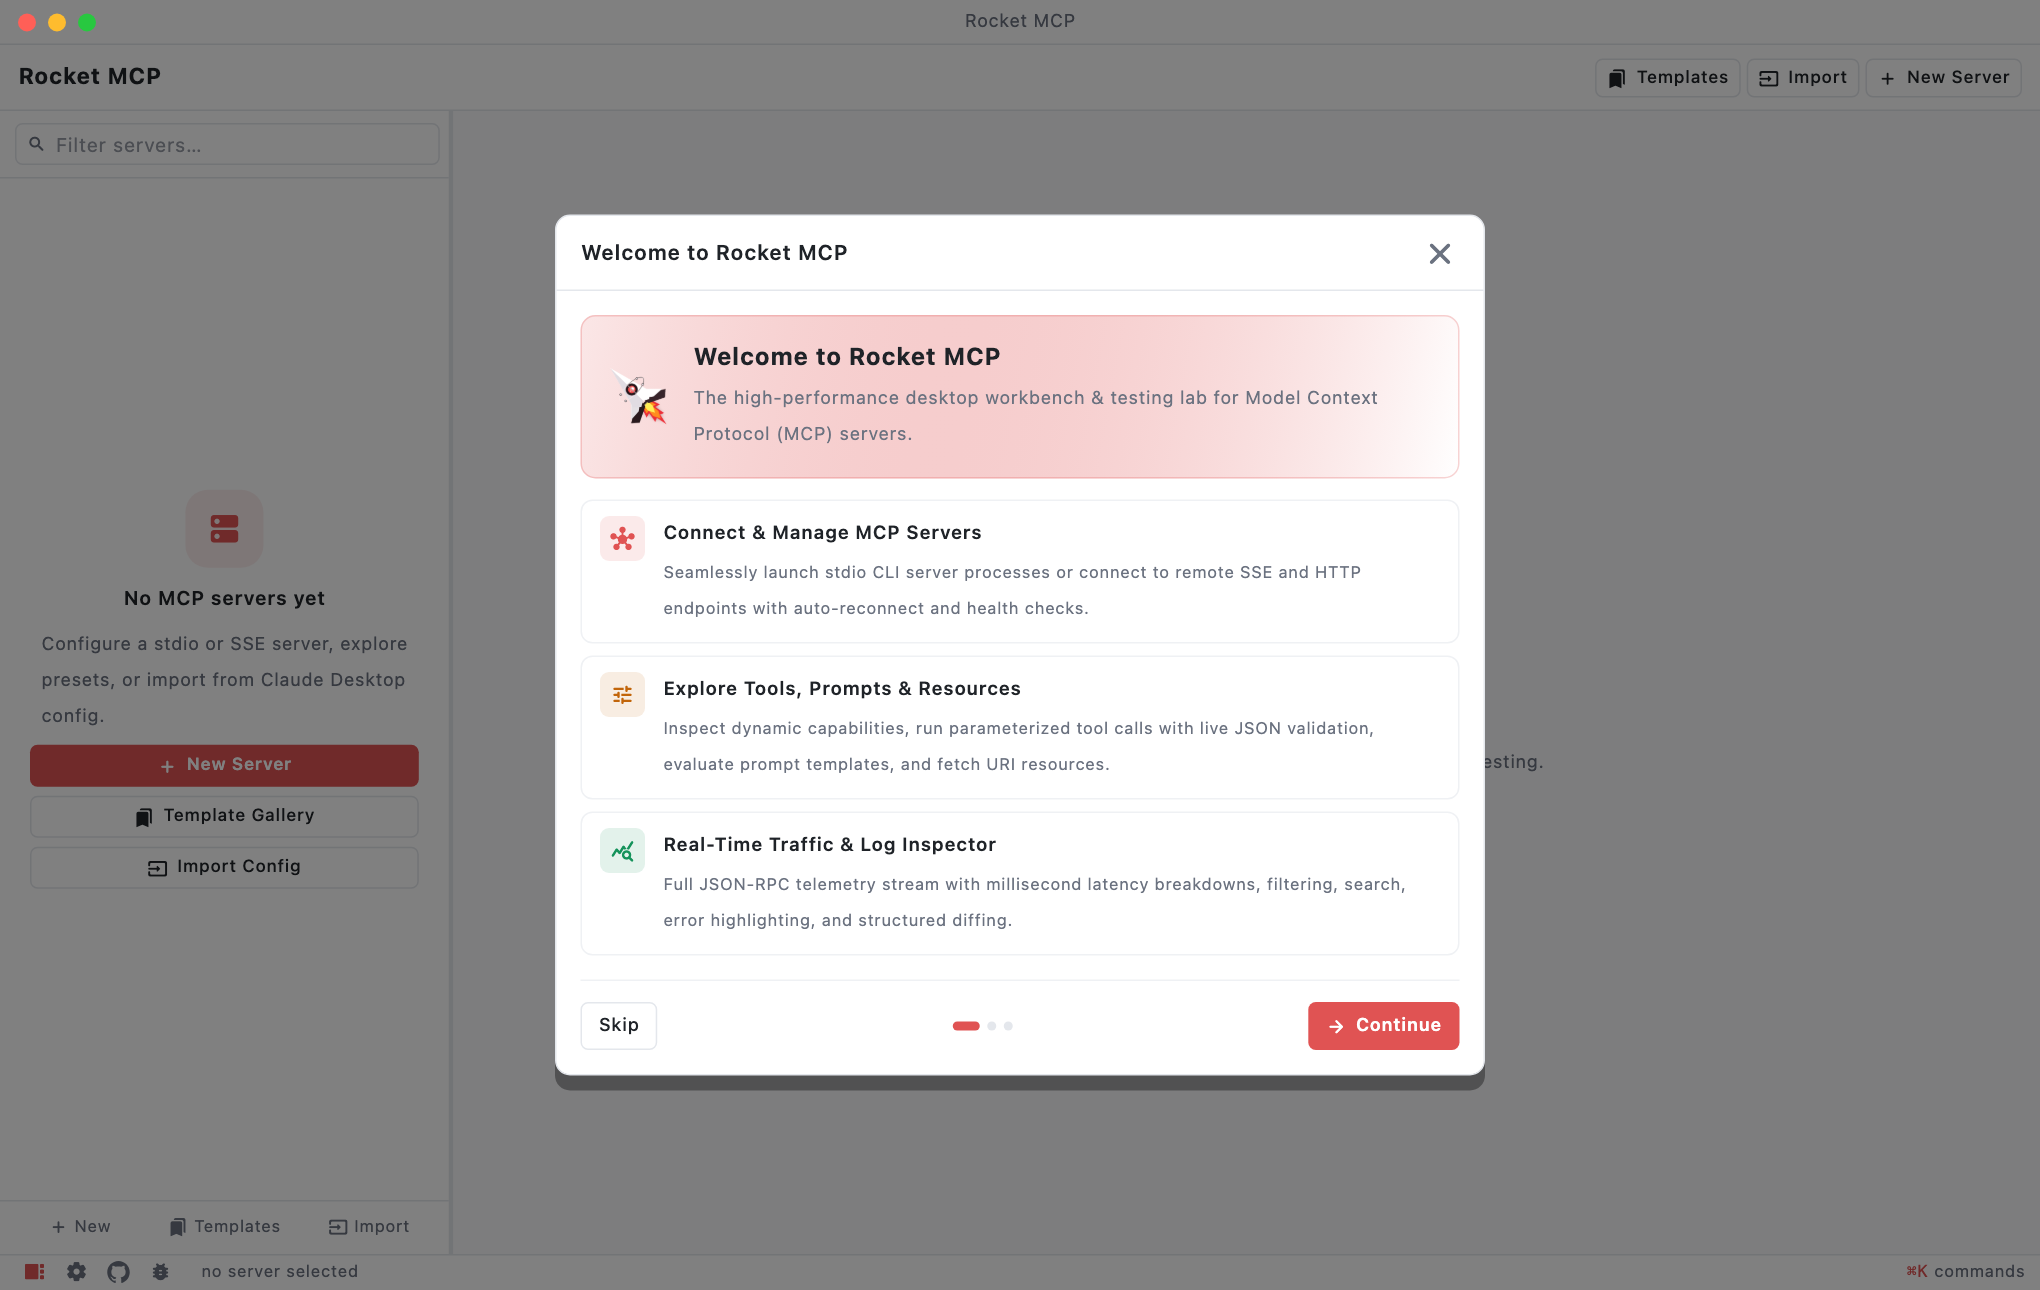 Rocket MCP
Rocket MCP
Templates
Import
+ New Server
Filter servers...
No MCP servers yet
Configure a stdio or SSE server, explore
presets, or import from Claude Desktop
config.
+ New Server
Template Gallery
Import Config
Welcome to Rocket MCP
Welcome to Rocket MCP
The high-performance desktop workbench & testing lab for Model Context
Protocol (MCP) servers.
Connect & Manage MCP Servers
Seamlessly launch stdio CLI server processes or connect to remote SSE and HTTP
endpoints with auto-reconnect and health checks.
Explore Tools, Prompts & Resources
Inspect dynamic capabilities, run parameterized tool calls with live JSON validation,
evaluate prompt templates, and fetch URI resources.
Real-Time Traffic & Log Inspector
Full JSON-RPC telemetry stream with millisecond latency breakdowns, filtering, search,
error highlighting, and structured diffing.
Skip
Continue
esting.
+ New
Templates
Import
no server selected
⌘K commands